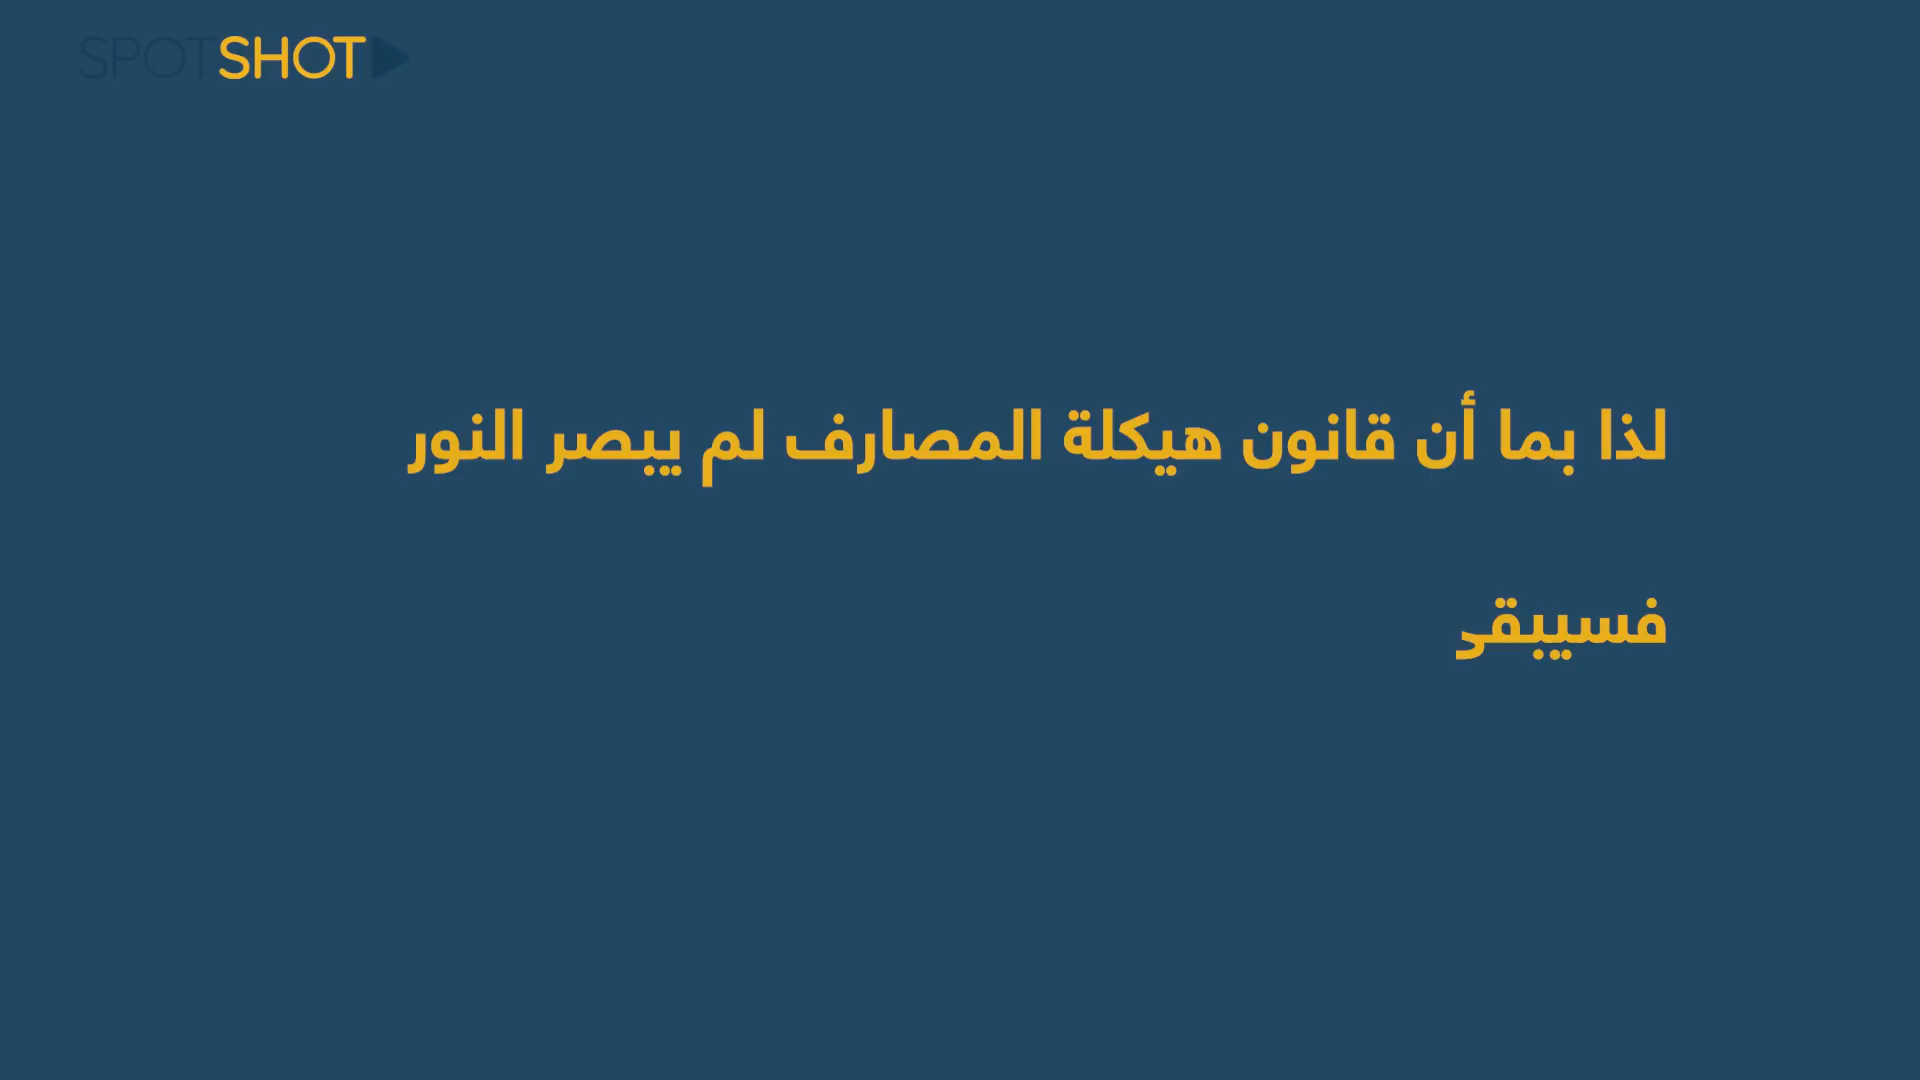 SPOTSHOT
لذا بما أن قانون هيكلة المصارف لم يبصر النور
فسيبقى